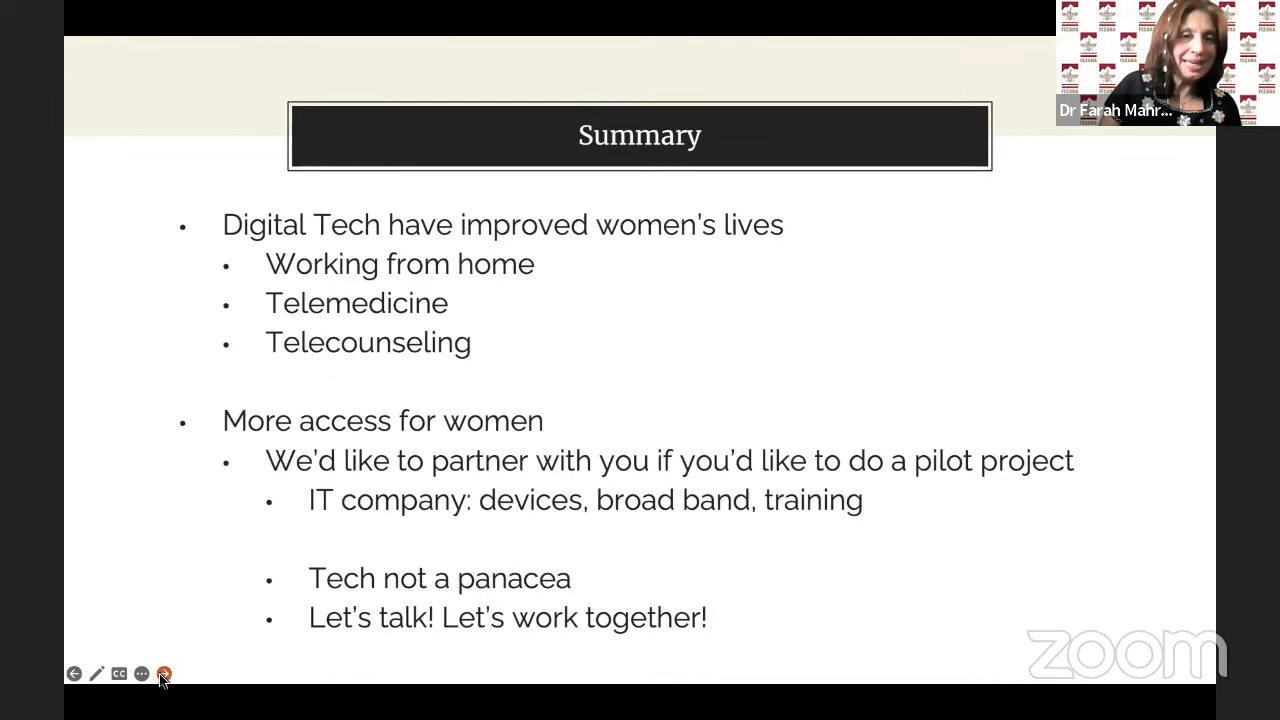 FEZANA
Dr Farah Mahr...
Summary
• Digital Tech have improved women's lives
• Working from home
• Telemedicine
• Telecounseling
• More access for women
• We'd like to partner with you if you'd like to do a pilot project
• IT company: devices, broad band, training
• Tech not a panacea
• Let's talk! Let's work together!
CC
zoom